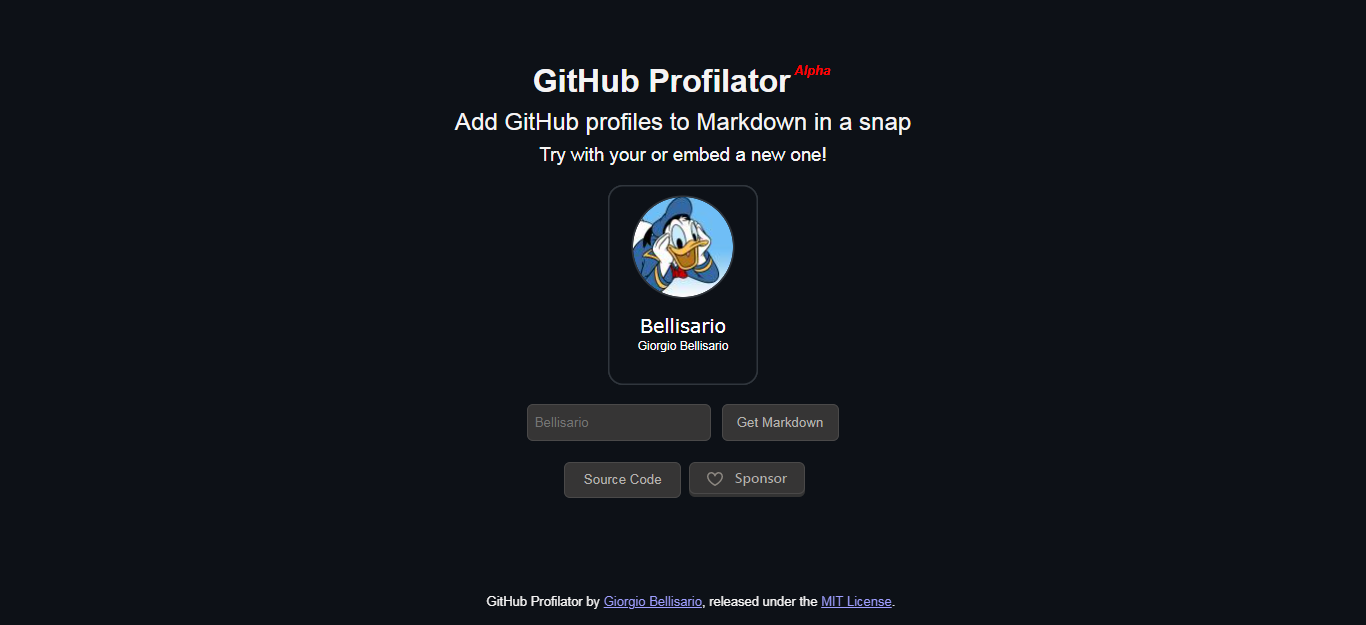 GitHub Profilator Alpha
Add GitHub profiles to Markdown in a snap
Try with your or embed a new one!
Bellisario
Giorgio Bellisario
Bellisario
Get Markdown
Source Code
Sponsor
GitHub Profilator by Giorgio Bellisario, released under the MIT License.